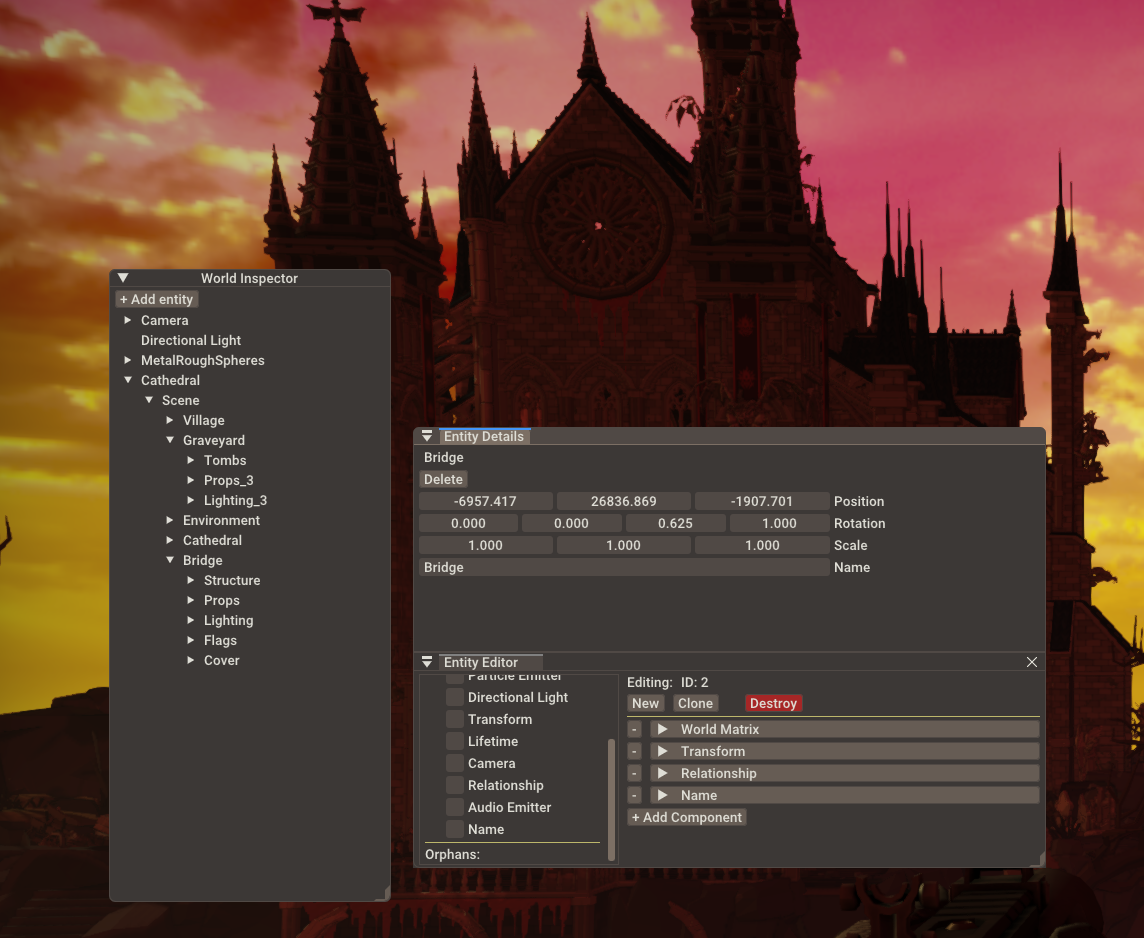 World Inspector
+ Add entity
Camera
Directional Light
MetalRoughSpheres
Cathedral
Scene
Village
Graveyard
Tombs
Props_3
Lighting_3
Environment
Cathedral
Bridge
Structure
Props
Lighting
Flags
Cover
Entity Details
Bridge
Delete
-6957.417 26836.869 -1907.701 Position
0.000 0.000 0.625 1.000 Rotation
1.000 1.000 1.000 Scale
Bridge Name
Entity Editor
Particle Emitter
Directional Light
Transform
Lifetime
Camera
Relationship
Audio Emitter
Name
Orphans:
Editing: ID: 2
New Clone Destroy
- World Matrix
- Transform
- Relationship
- Name
+ Add Component